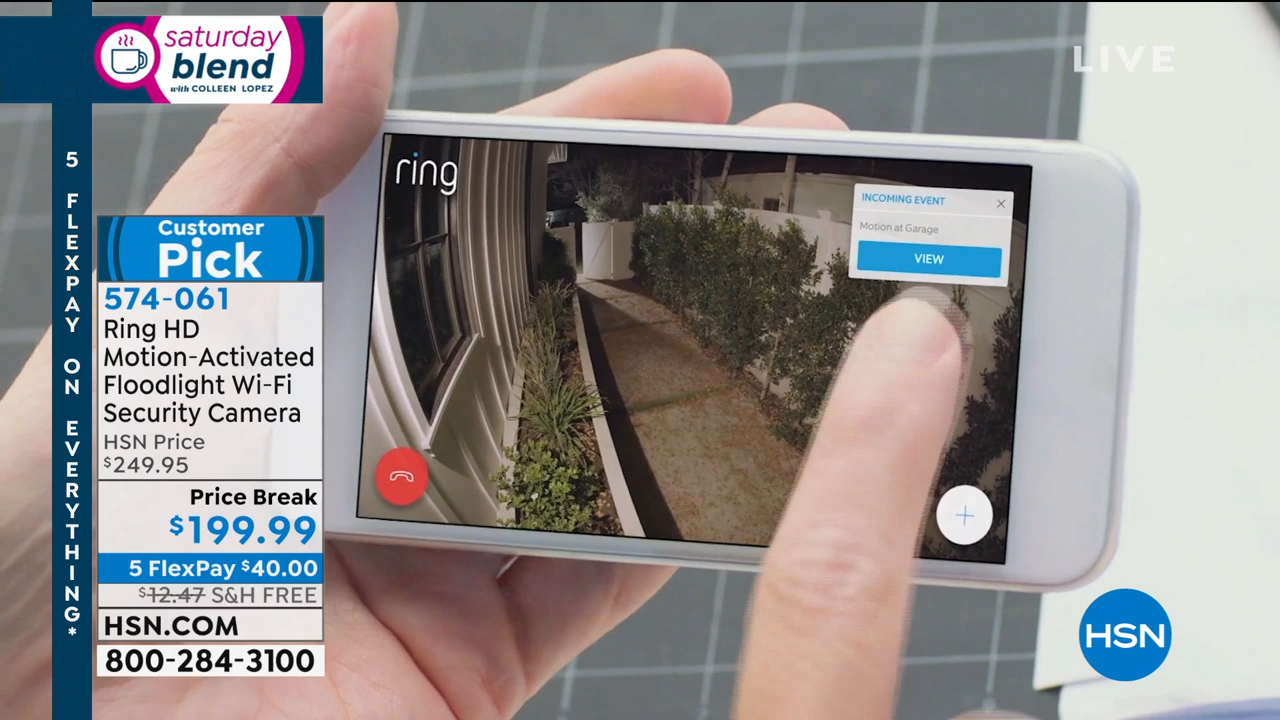 saturday
blend
with COLLEEN LOPEZ
LIVE
5 FLEXPAY ON EVERYTHING*
Customer
Pick
574-061
Ring HD
Motion-Activated
Floodlight Wi-Fi
Security Camera
HSN Price
$249.95
Price Break
$199.99
5 FlexPay $40.00
$12.47 S&H FREE
HSN.COM
800-284-3100
ring
INCOMING EVENT
Motion at Garage
VIEW
HSN